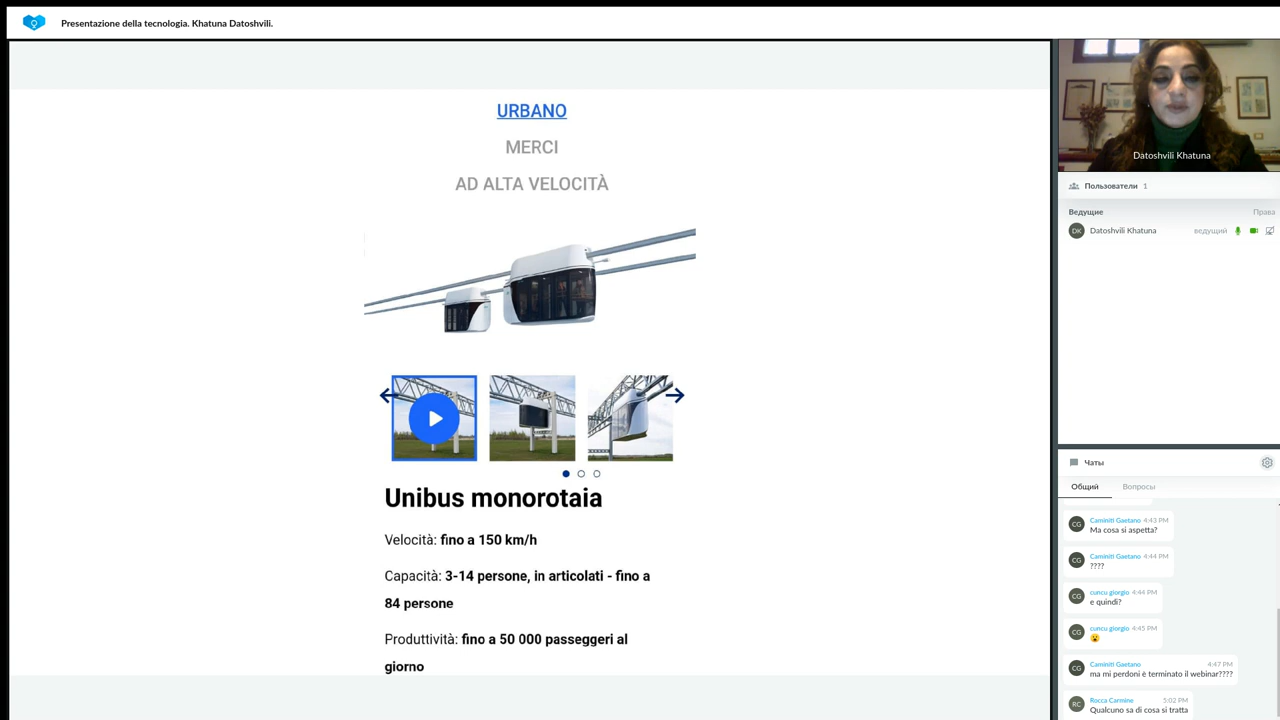 Presentazione della tecnologia. Khatuna Datoshvili.
URBANO
MERCI
AD ALTA VELOCITÀ
Unibus monorotaia
Velocità: fino a 150 km/h
Capacità: 3-14 persone, in articolati - fino a
84 persone
Produttività: fino a 50 000 passeggeri al
giorno
Datoshvili Khatuna
Пользователи 1
Ведущие Права
DK Datoshvili Khatuna ведущий
Чаты
Общий Вопросы
CG Caminiti Gaetano 4:43 PM
Ma cosa si aspetta?
CG Caminiti Gaetano 4:44 PM
????
CG cuncu giorgio 4:44 PM
e quindi?
CG cuncu giorgio 4:45 PM
😮
CG Caminiti Gaetano 4:47 PM
ma mi perdoni è terminato il webinar????
RC Rocca Carmine 5:02 PM
Qualcuno sa di cosa si tratta